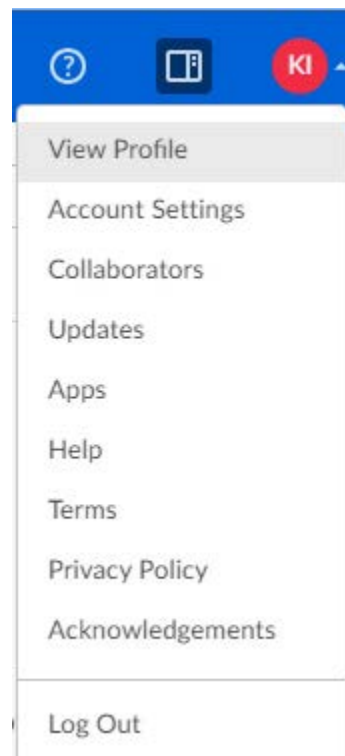 KI
View Profile
Account Settings
Collaborators
Updates
Apps
Help
Terms
Privacy Policy
Acknowledgements
Log Out